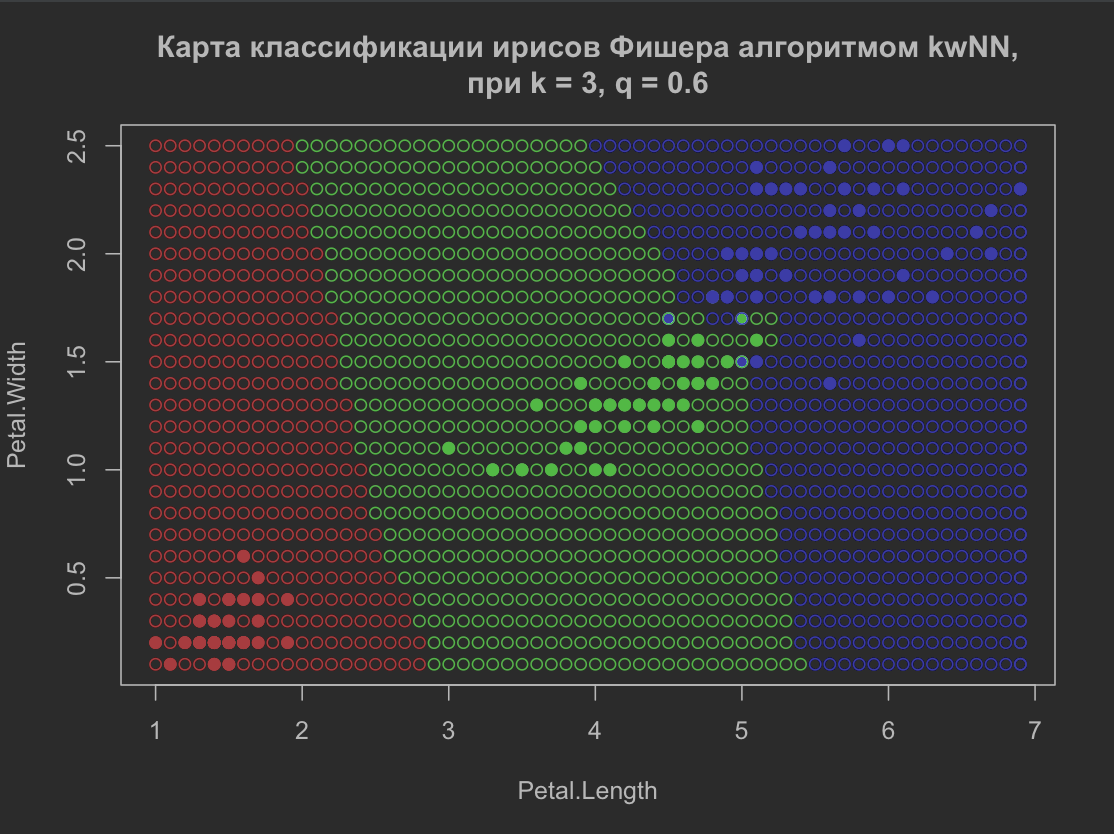 Карта классификации ирисов Фишера алгоритмом kwNN,
при k = 3, q = 0.6
Petal.Width
2.5
2.0
1.5
1.0
0.5
1 2 3 4 5 6 7
Petal.Length